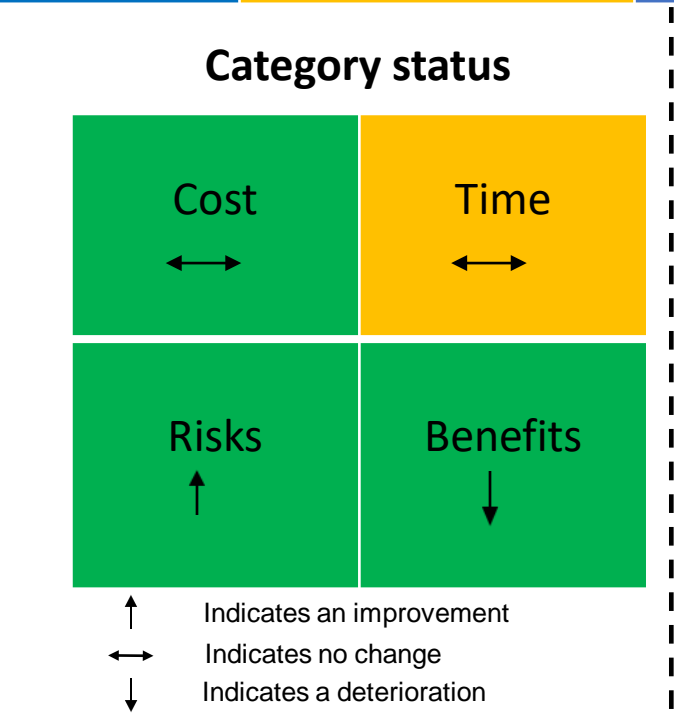 Category status
Cost
Time
Risks
Benefits
Indicates an improvement
Indicates no change
Indicates a deterioration